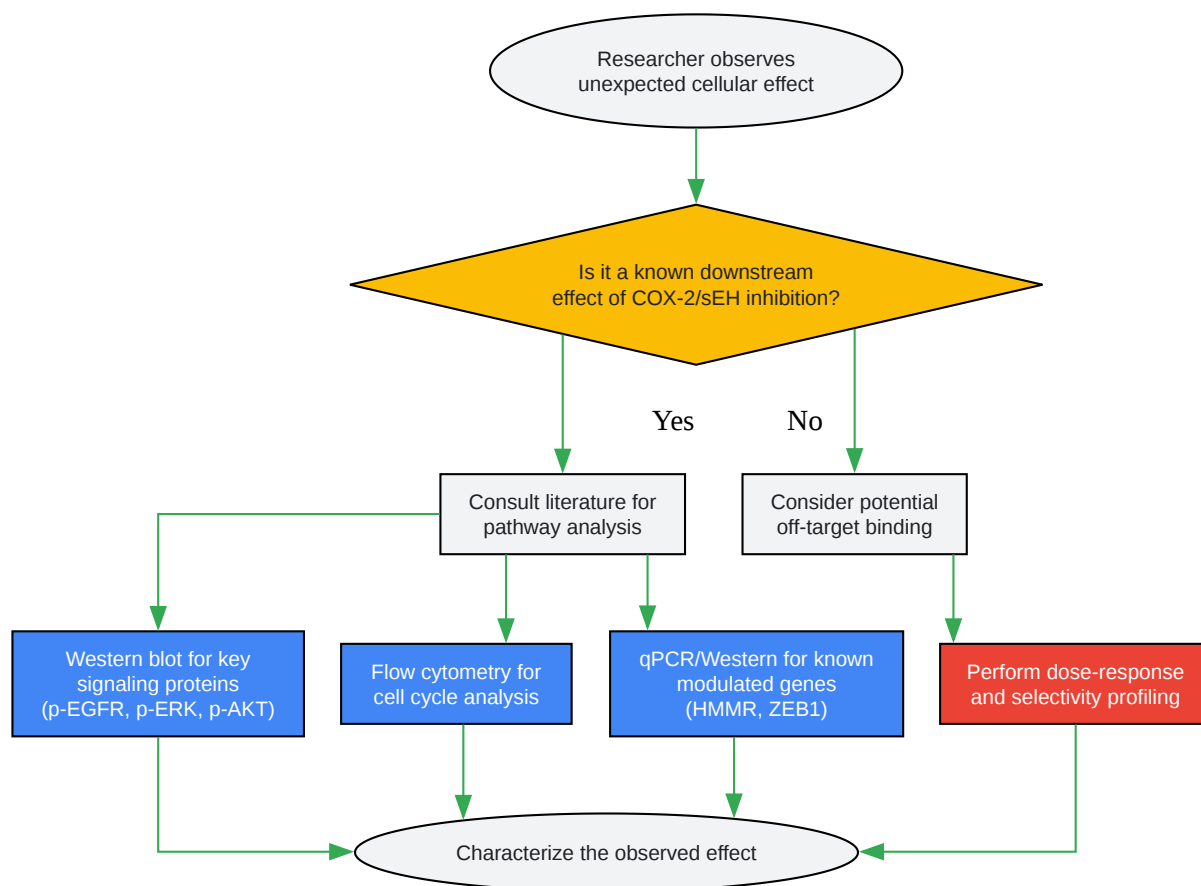 Researcher observes
unexpected cellular effect
Is it a known downstream
effect of COX-2/sEH inhibition?
Yes
No
Consult literature for
pathway analysis
Consider potential
off-target binding
Western blot for key
signaling proteins
(p-EGFR, p-ERK, p-AKT)
Flow cytometry for
cell cycle analysis
qPCR/Western for known
modulated genes
(HMMR, ZEB1)
Perform dose-response
and selectivity profiling
Characterize the observed effect